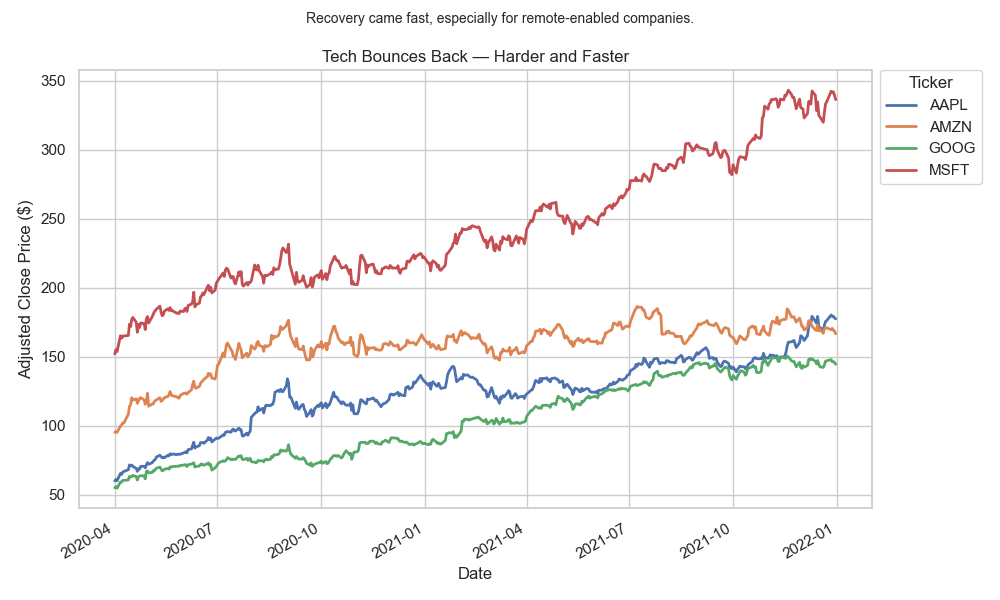 Recovery came fast, especially for remote-enabled companies.
Tech Bounces Back — Harder and Faster
Adjusted Close Price ($)
350
300
250
200
150
100
50
2020-04
2020-07
2020-10
2021-01
2021-04
2021-07
2021-10
2022-01
Date
Ticker
AAPL
AMZN
GOOG
MSFT